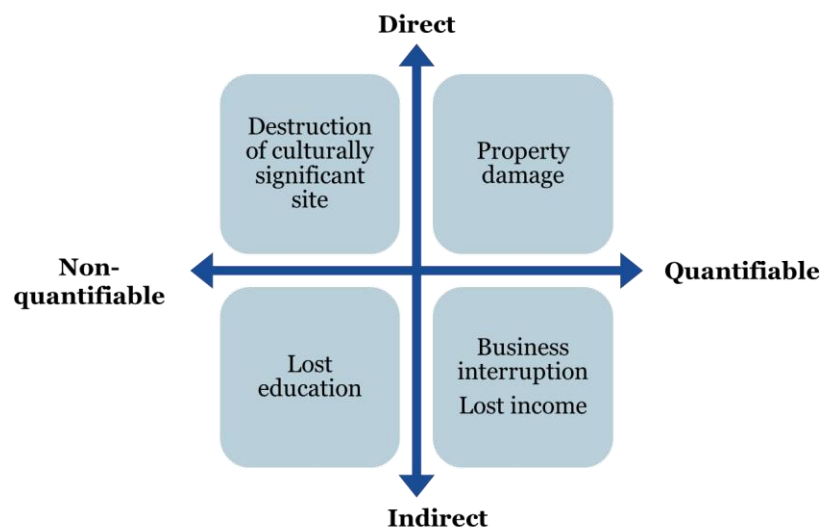 Direct
Destruction
of culturally
significant
site
Property
damage
Non-
quantifiable
Quantifiable
Lost
education
Business
interruption
Lost income
Indirect